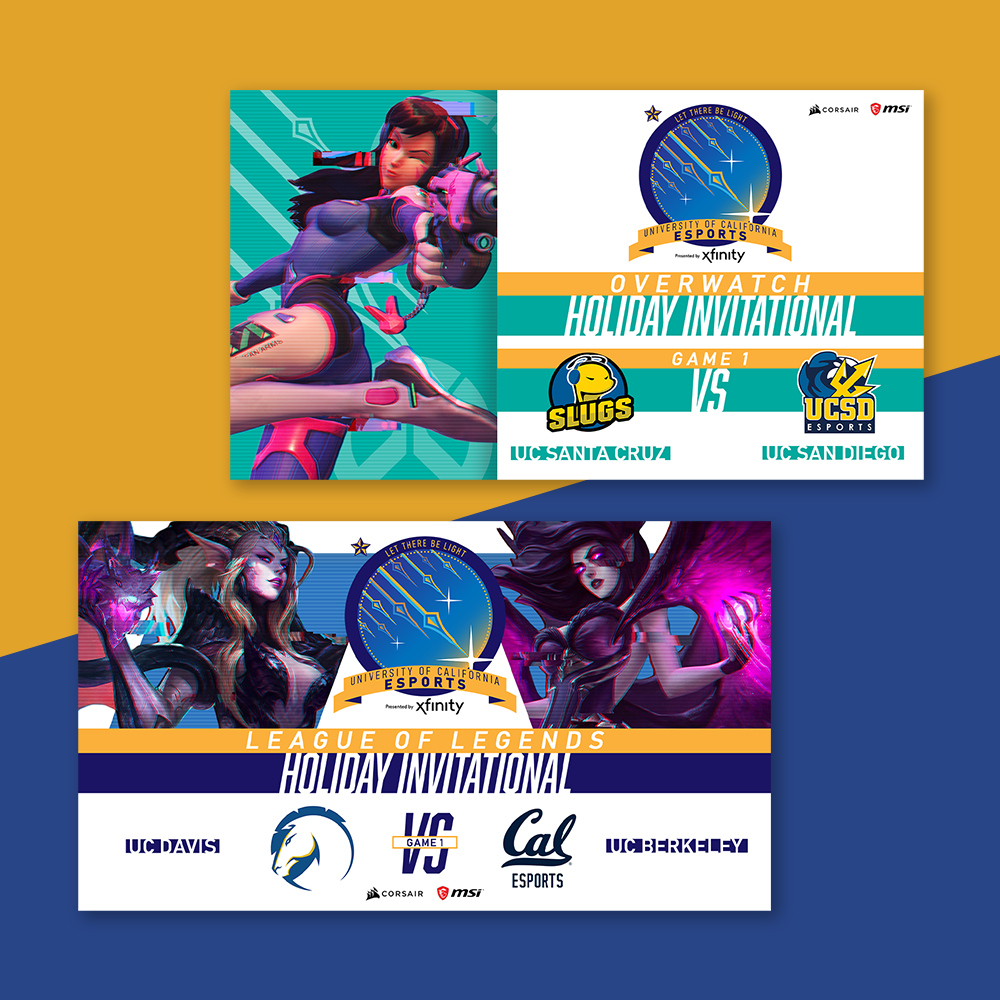 LET THERE BE LIGHT
UNIVERSITY OF CALIFORNIA
ESPORTS
Presented by xfinity
CORSAIR
msi
OVERWATCH
HOLIDAY INVITATIONAL
GAME 1
VS
SLUGS
UCSD
ESPORTS
UC SANTA CRUZ
UC SAN DIEGO
LET THERE BE LIGHT
UNIVERSITY OF CALIFORNIA
ESPORTS
Presented by xfinity
LEAGUE OF LEGENDS
HOLIDAY INVITATIONAL
UC DAVIS
VS
GAME 1
Cal
ESPORTS
UC BERKELEY
CORSAIR
msi